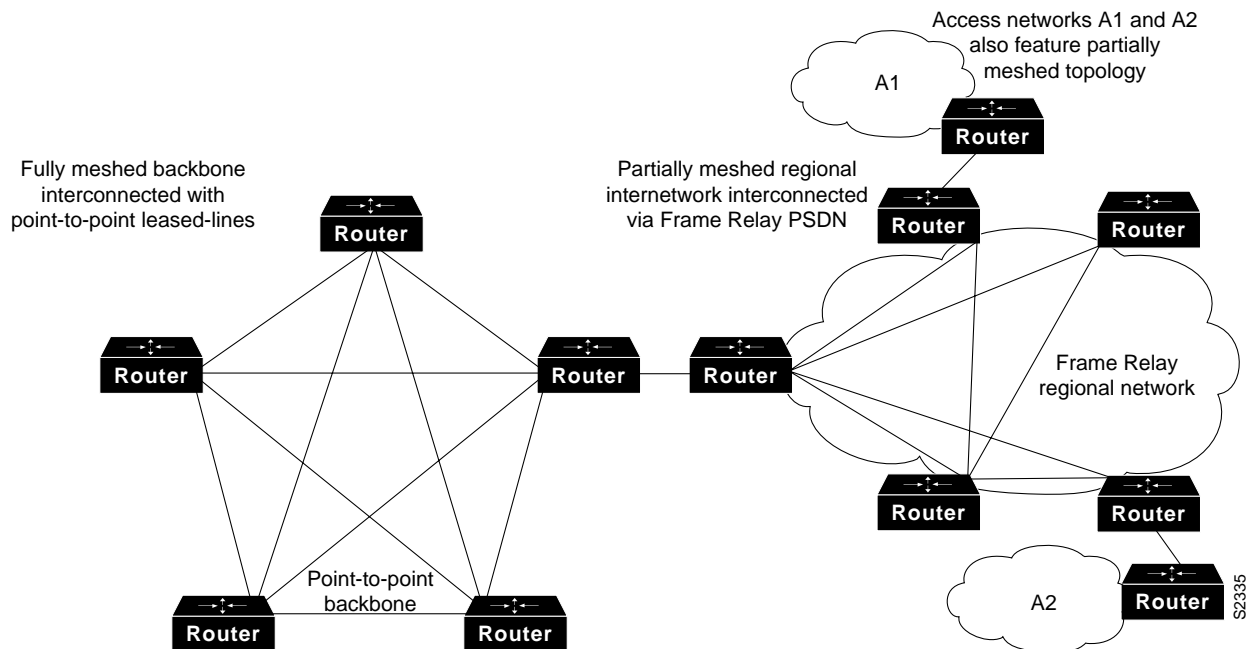 Access networks A1 and A2
also feature partially
meshed topology
A1
Router
Fully meshed backbone
interconnected with
point-to-point leased-lines
Partially meshed regional
internetwork interconnected
via Frame Relay PSDN
Router
Router
Router
Router
Router
Router
Frame Relay
regional network
Router
Router
Point-to-point
backbone
Router
Router
A2
Router
S2335